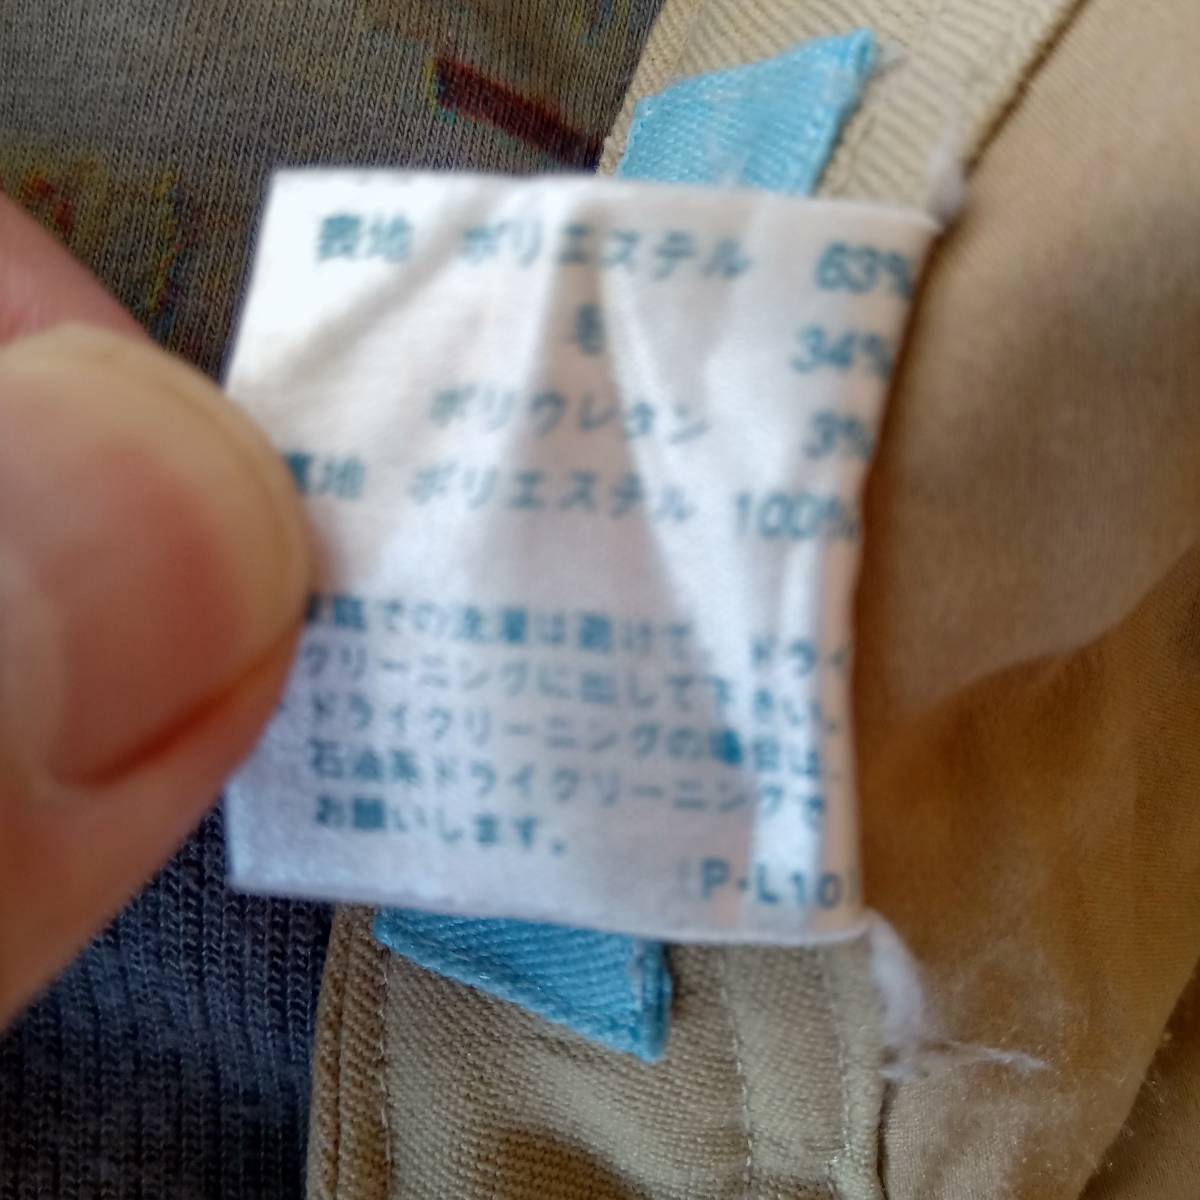 表地 ポリエステル 63%
毛 34%
ポリウレタン 3%
裏地 ポリエステル 100%
家庭での洗濯は避けて、ドライ
クリーニングに出して下さい。
ドライクリーニングの場合は、
石油系ドライクリーニングで
お願いします。
(P-L10)